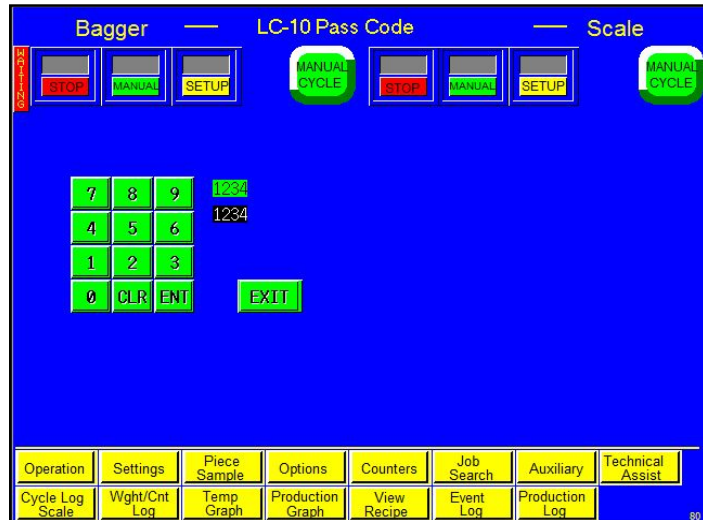 Bagger — LC-10 Pass Code — Scale
WAITING
STOP MANUAL SETUP MANUAL CYCLE STOP MANUAL SETUP MANUAL CYCLE
7 8 9 1234
4 5 6 1234
1 2 3
0 CLR ENT EXIT
Operation Settings Piece Sample Options Counters Job Search Auxiliary Technical Assist
Cycle Log Scale Wght/Cnt Log Temp Graph Production Graph View Recipe Event Log Production Log
80